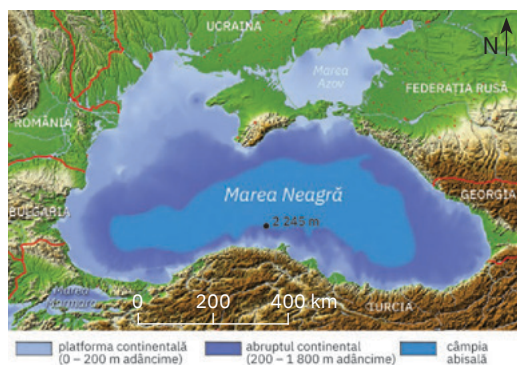 UCRAINA
N
Marea
Azov
FEDERAȚIA RUSĂ
ROMÂNIA
Marea Neagră
GEORGIA
BULGARIA
2 245 m
Marea
Marmara
0 200 400 km
TURCIA
platforma continentală
(0 – 200 m adâncime)
abruptul continental
(200 – 1 800 m adâncime)
câmpia
abisală